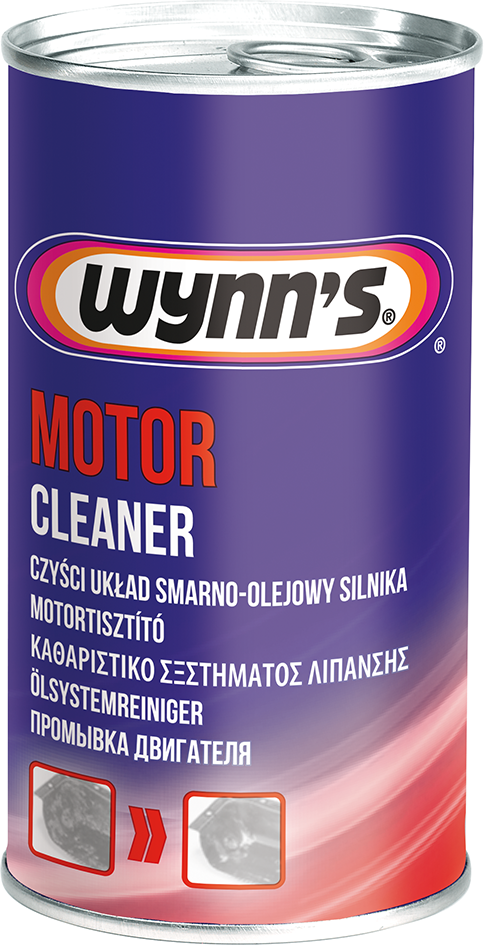 wynn's®
®
MOTOR
CLEANER
CZYŚCI UKŁAD SMARNO-OLEJOWY SILNIKA
MOTORTISZTÍTÓ
ΚΑΘΑΡΙΣΤΙΚΟ ΣΞΣΤΗΜΑΤΟΣ ΛΙΠΑΝΣΗΣ
ÖLSYSTEMREINIGER
ПРОМЫВКА ДВИГАТЕЛЯ